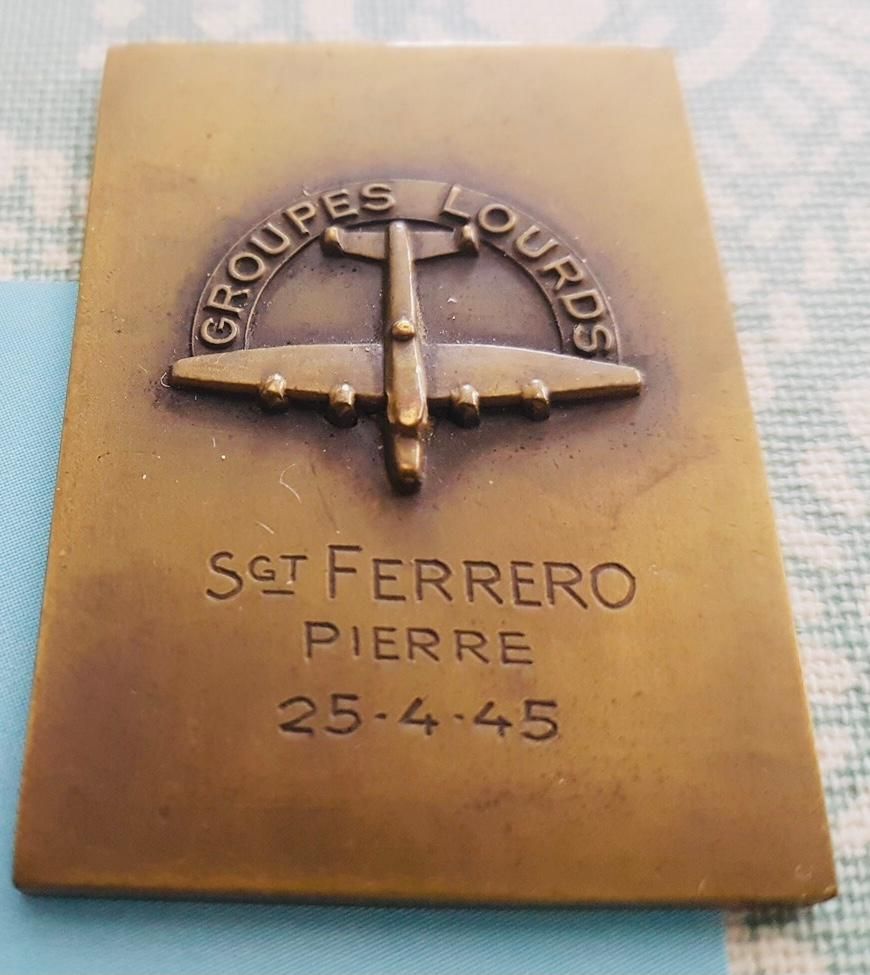 GROUPES LOURDS
SGT FERRERO
PIERRE
25-4-45